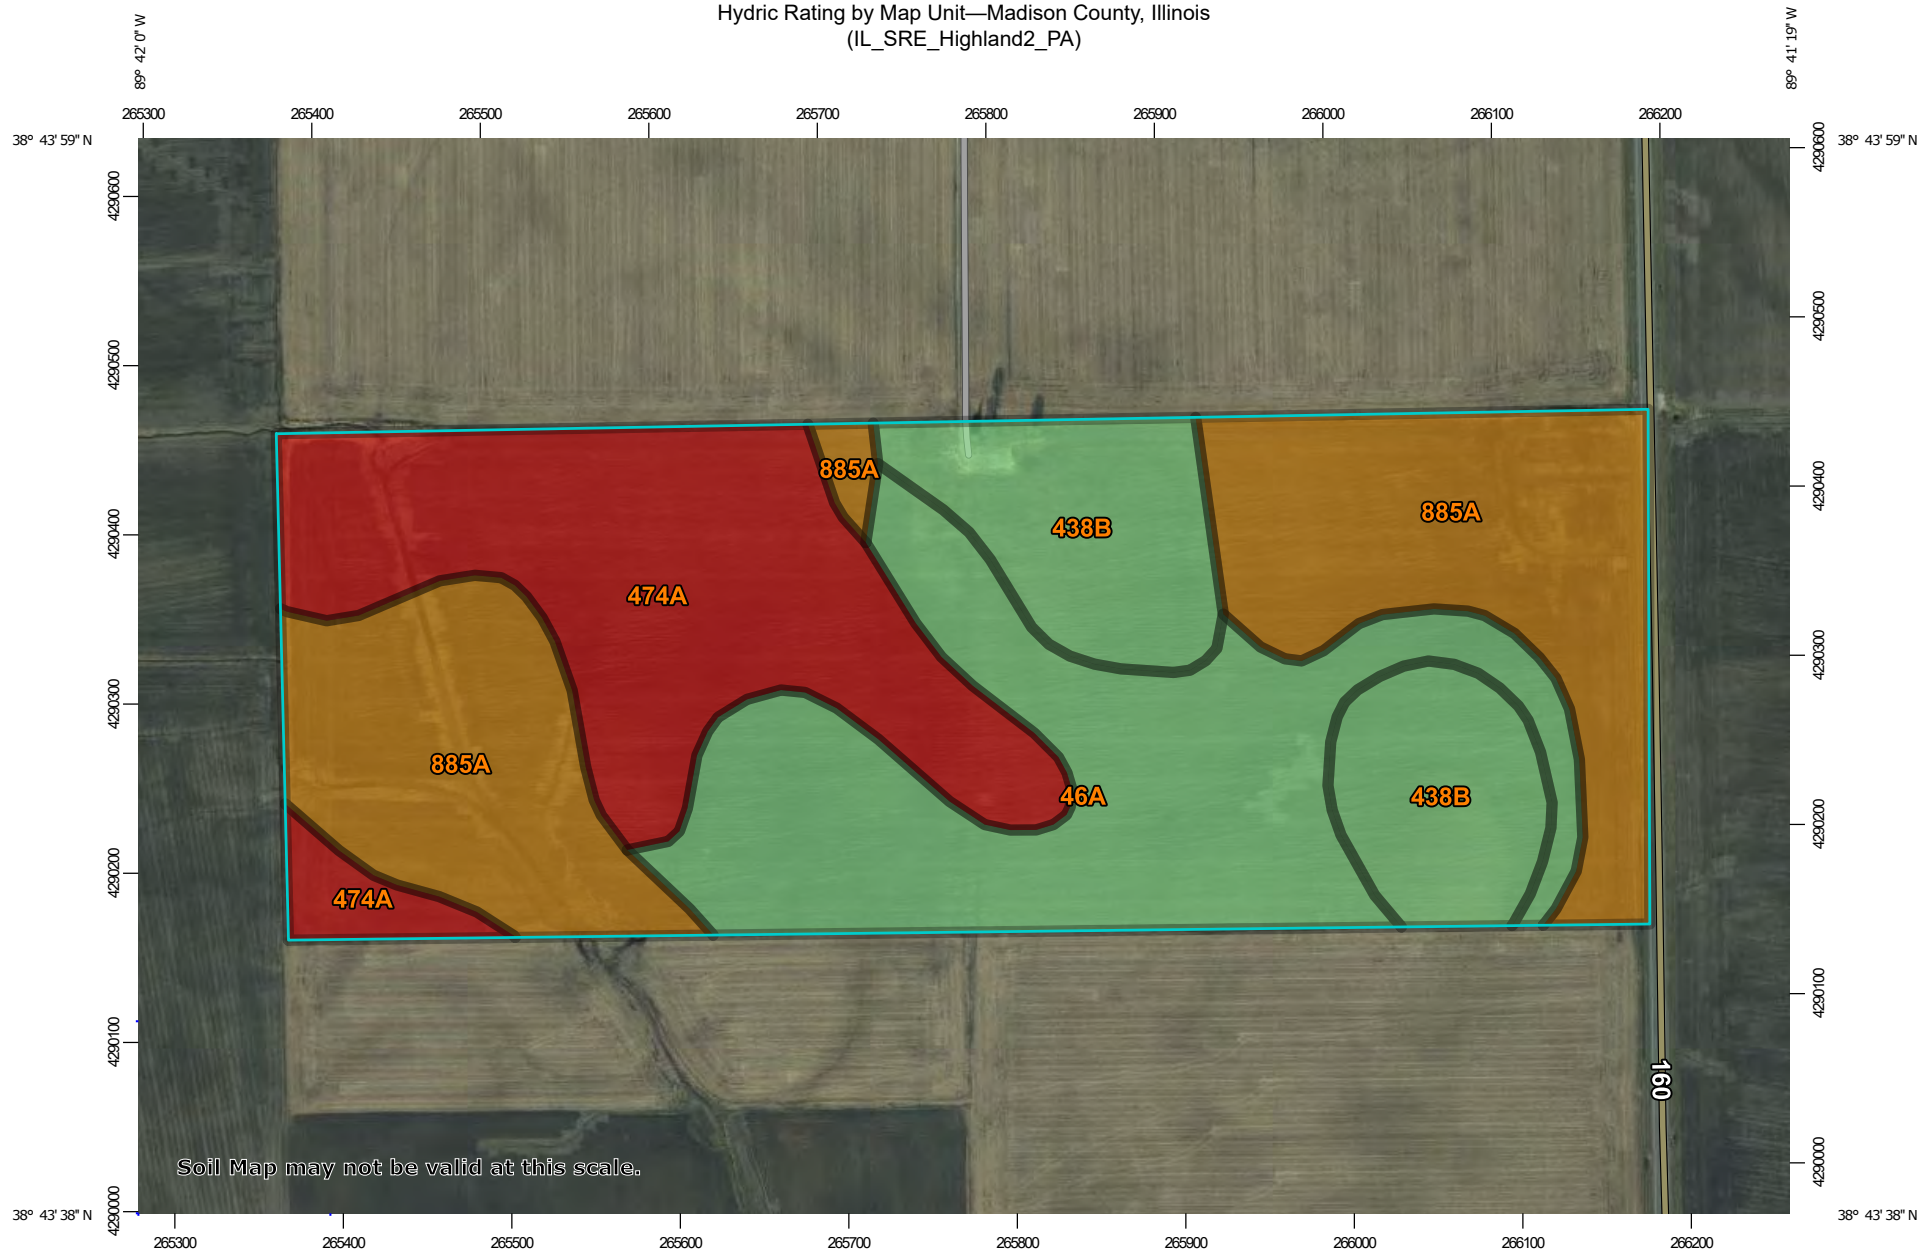 Hydric Rating by Map Unit—Madison County, Illinois
(IL_SRE_Highland2_PA)
89° 42' 0" W
89° 41' 19" W
265300 265400 265500 265600 265700 265800 265900 266000 266100 266200
38° 43' 59" N
38° 43' 59" N
4290600
4290600
4290500
4290500
885A
4290400
885A
438B
4290400
474A
4290300
4290300
885A
46A
438B
4290200
4290200
474A
4290100
4290100
160
Soil Map may not be valid at this scale.
4290000
4290000
38° 43' 38" N
38° 43' 38" N
265300 265400 265500 265600 265700 265800 265900 266000 266100 266200